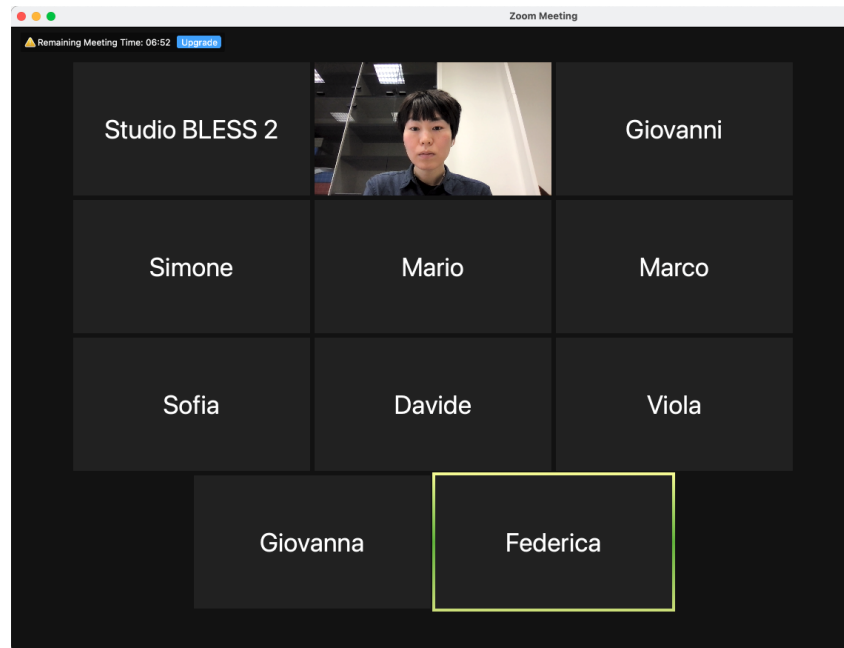 Zoom Meeting
Remaining Meeting Time: 06:52 Upgrade
Studio BLESS 2
Giovanni
Simone
Mario
Marco
Sofia
Davide
Viola
Giovanna
Federica